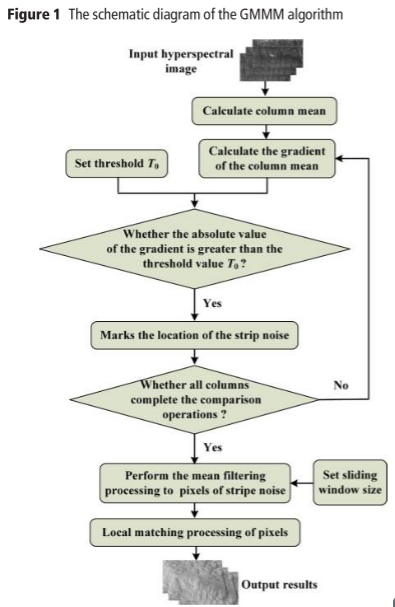 Figure 1 The schematic diagram of the GMMM algorithm
Input hyperspectral
image
Calculate column mean
Set threshold T₀
Calculate the gradient
of the column mean
Whether the absolute value
of the gradient is greater than the
threshold value T₀?
Yes
Marks the location of the strip noise
Whether all columns
complete the comparison
operations ?
No
Yes
Perform the mean filtering
processing to pixels of stripe noise
Set sliding
window size
Local matching processing of pixels
Output results